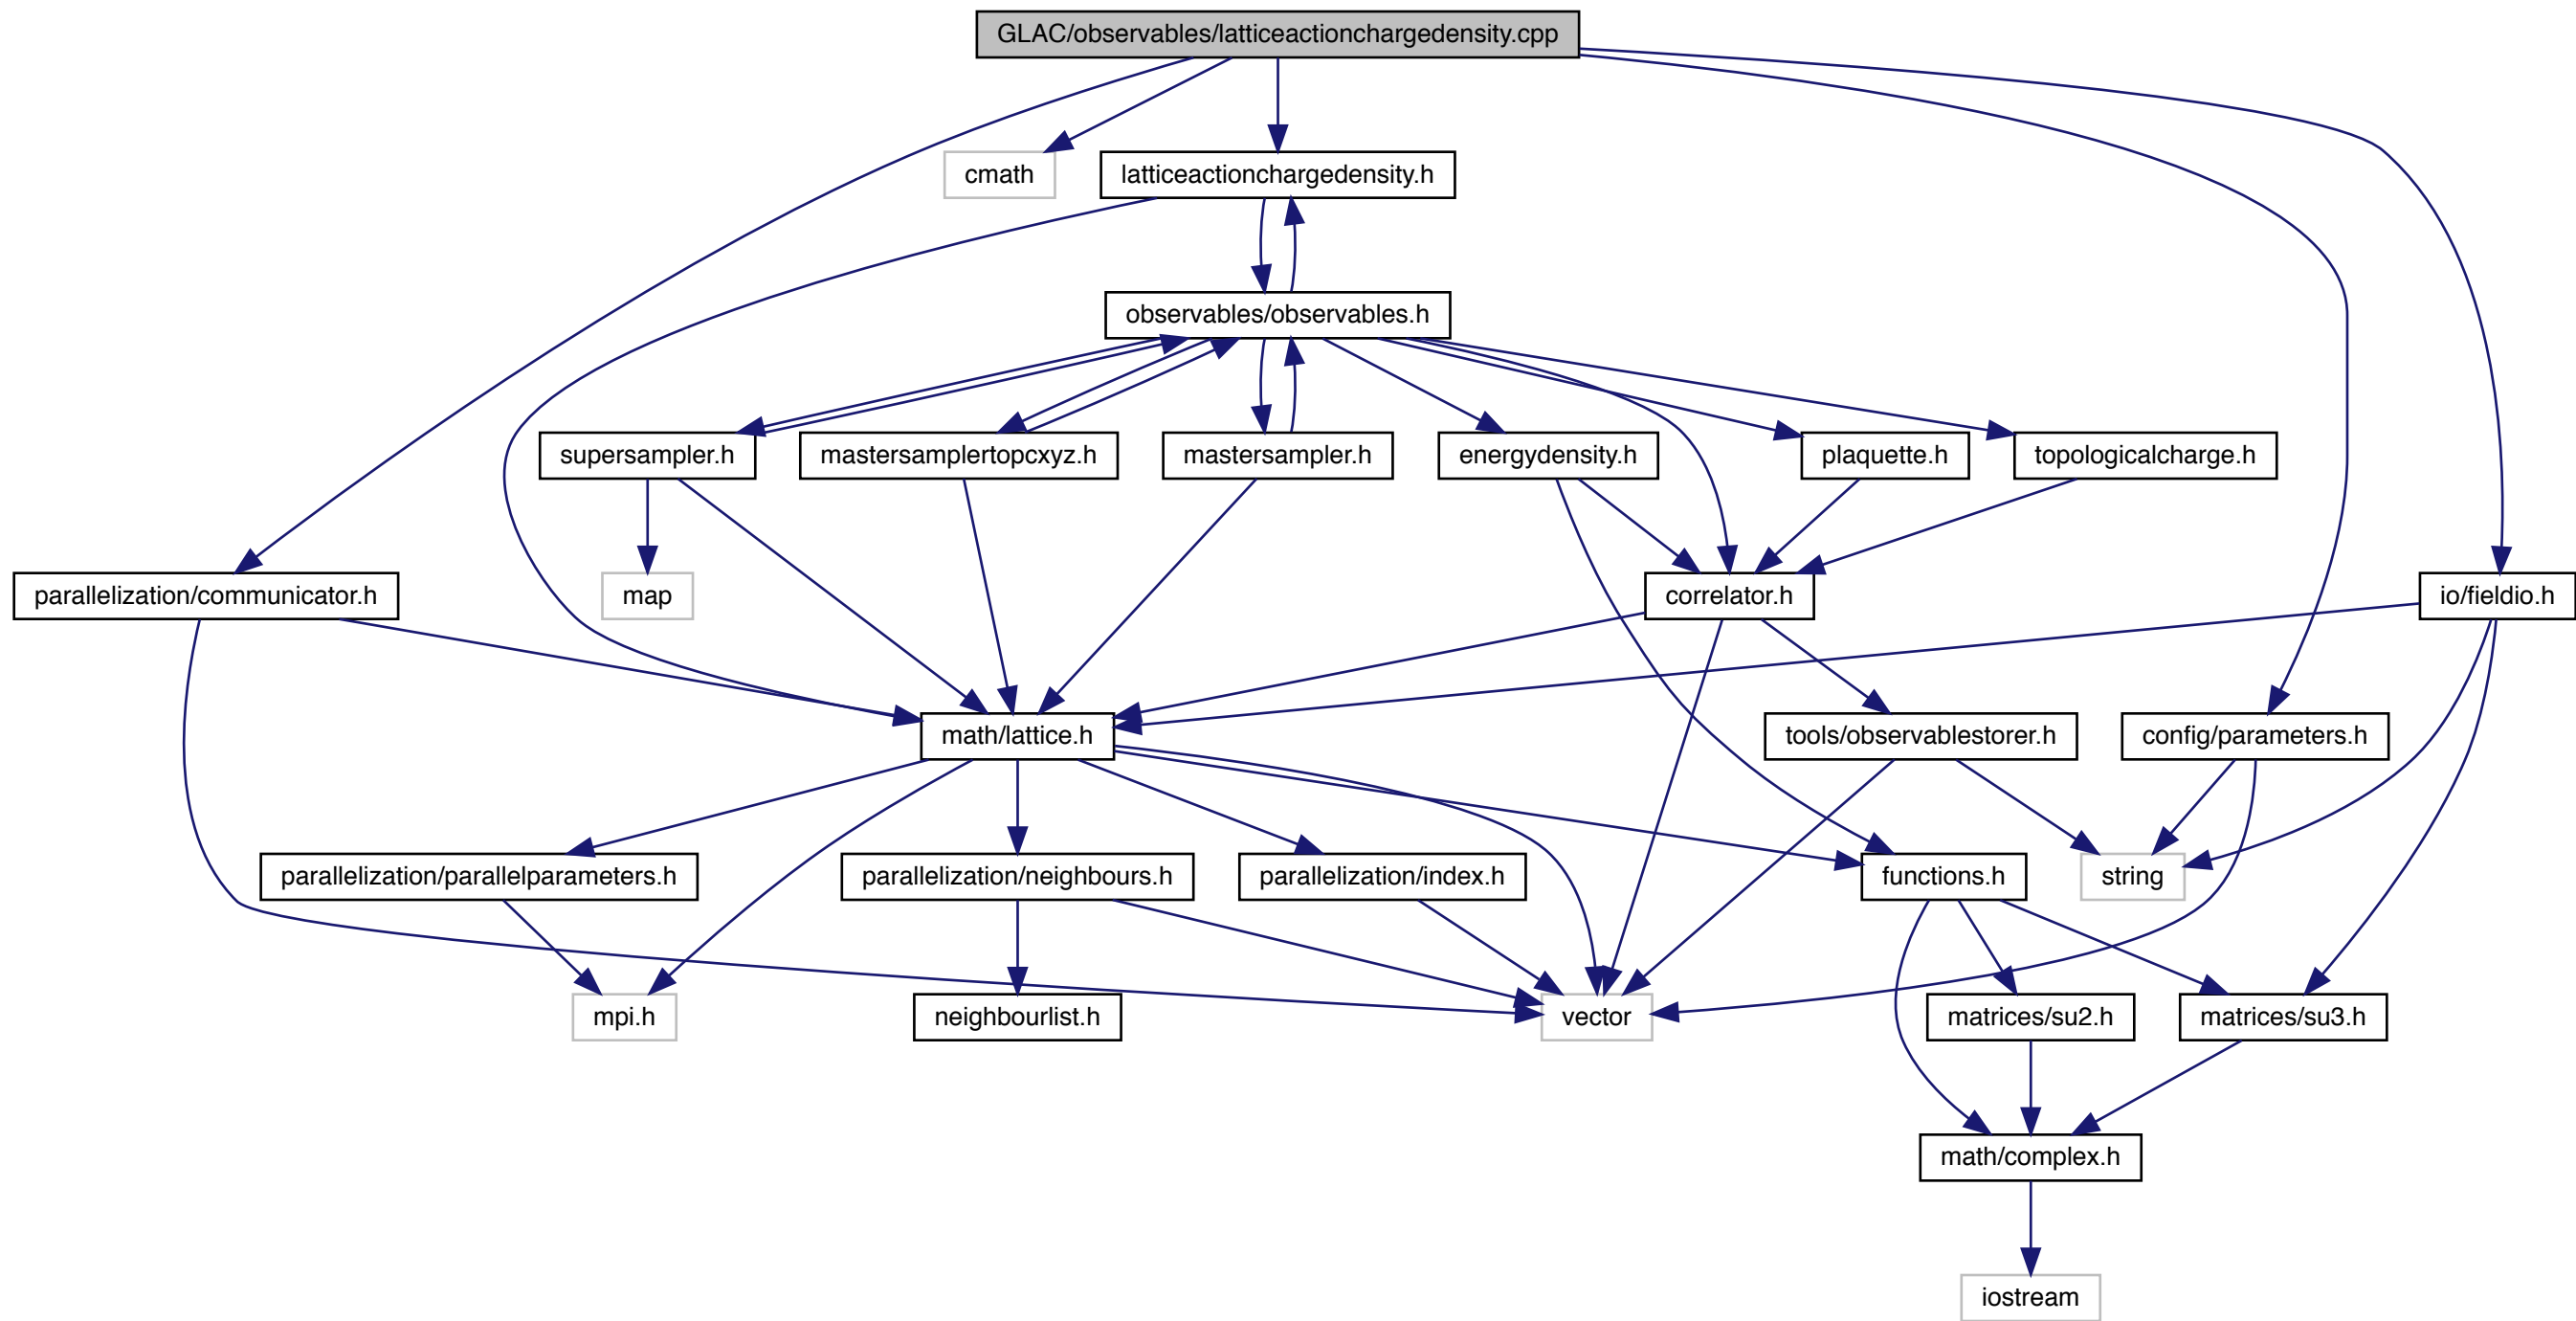 GLAC/observables/latticeactionchargedensity.cpp
cmath
latticeactionchargedensity.h
observables/observables.h
supersampler.h
mastersamplertopcxyz.h
mastersampler.h
energydensity.h
plaquette.h
topologicalcharge.h
parallelization/communicator.h
map
correlator.h
io/fieldio.h
math/lattice.h
tools/observablestorer.h
config/parameters.h
parallelization/parallelparameters.h
parallelization/neighbours.h
parallelization/index.h
functions.h
string
mpi.h
neighbourlist.h
vector
matrices/su2.h
matrices/su3.h
math/complex.h
iostream